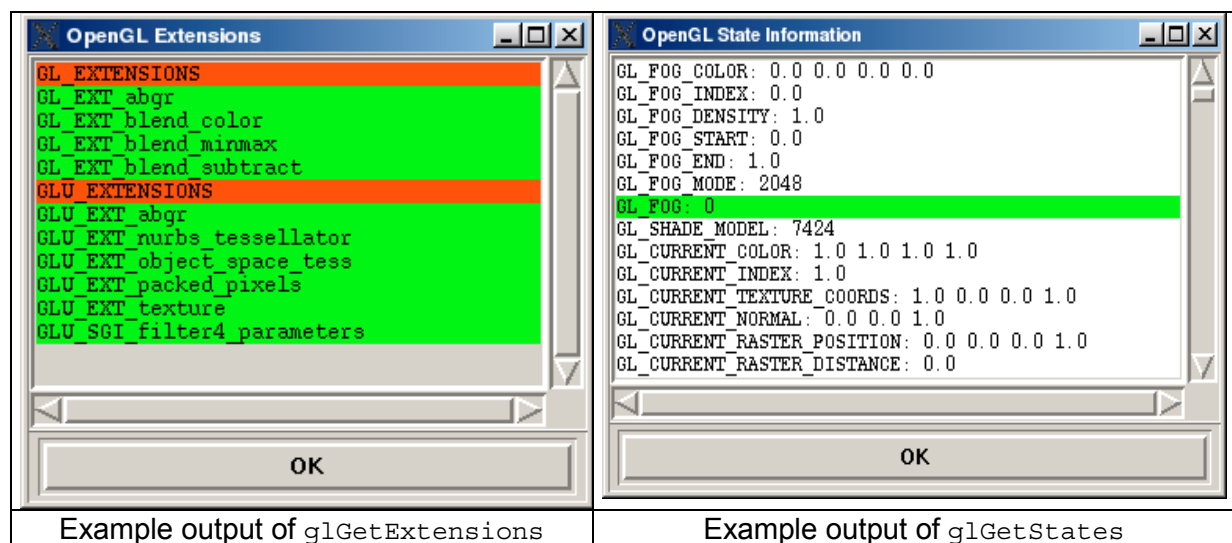 OpenGL Extensions
GL_EXTENSIONS
GL_EXT_abgr
GL_EXT_blend_color
GL_EXT_blend_minmax
GL_EXT_blend_subtract
GLU_EXTENSIONS
GLU_EXT_abgr
GLU_EXT_nurbs_tessellator
GLU_EXT_object_space_tess
GLU_EXT_packed_pixels
GLU_EXT_texture
GLU_SGI_filter4_parameters
OK
Example output of glGetExtensions
OpenGL State Information
GL_FOG_COLOR: 0.0 0.0 0.0 0.0
GL_FOG_INDEX: 0.0
GL_FOG_DENSITY: 1.0
GL_FOG_START: 0.0
GL_FOG_END: 1.0
GL_FOG_MODE: 2048
GL_FOG: 0
GL_SHADE_MODEL: 7424
GL_CURRENT_COLOR: 1.0 1.0 1.0 1.0
GL_CURRENT_INDEX: 1.0
GL_CURRENT_TEXTURE_COORDS: 1.0 0.0 0.0 1.0
GL_CURRENT_NORMAL: 0.0 0.0 1.0
GL_CURRENT_RASTER_POSITION: 0.0 0.0 0.0 1.0
GL_CURRENT_RASTER_DISTANCE: 0.0
OK
Example output of glGetStates